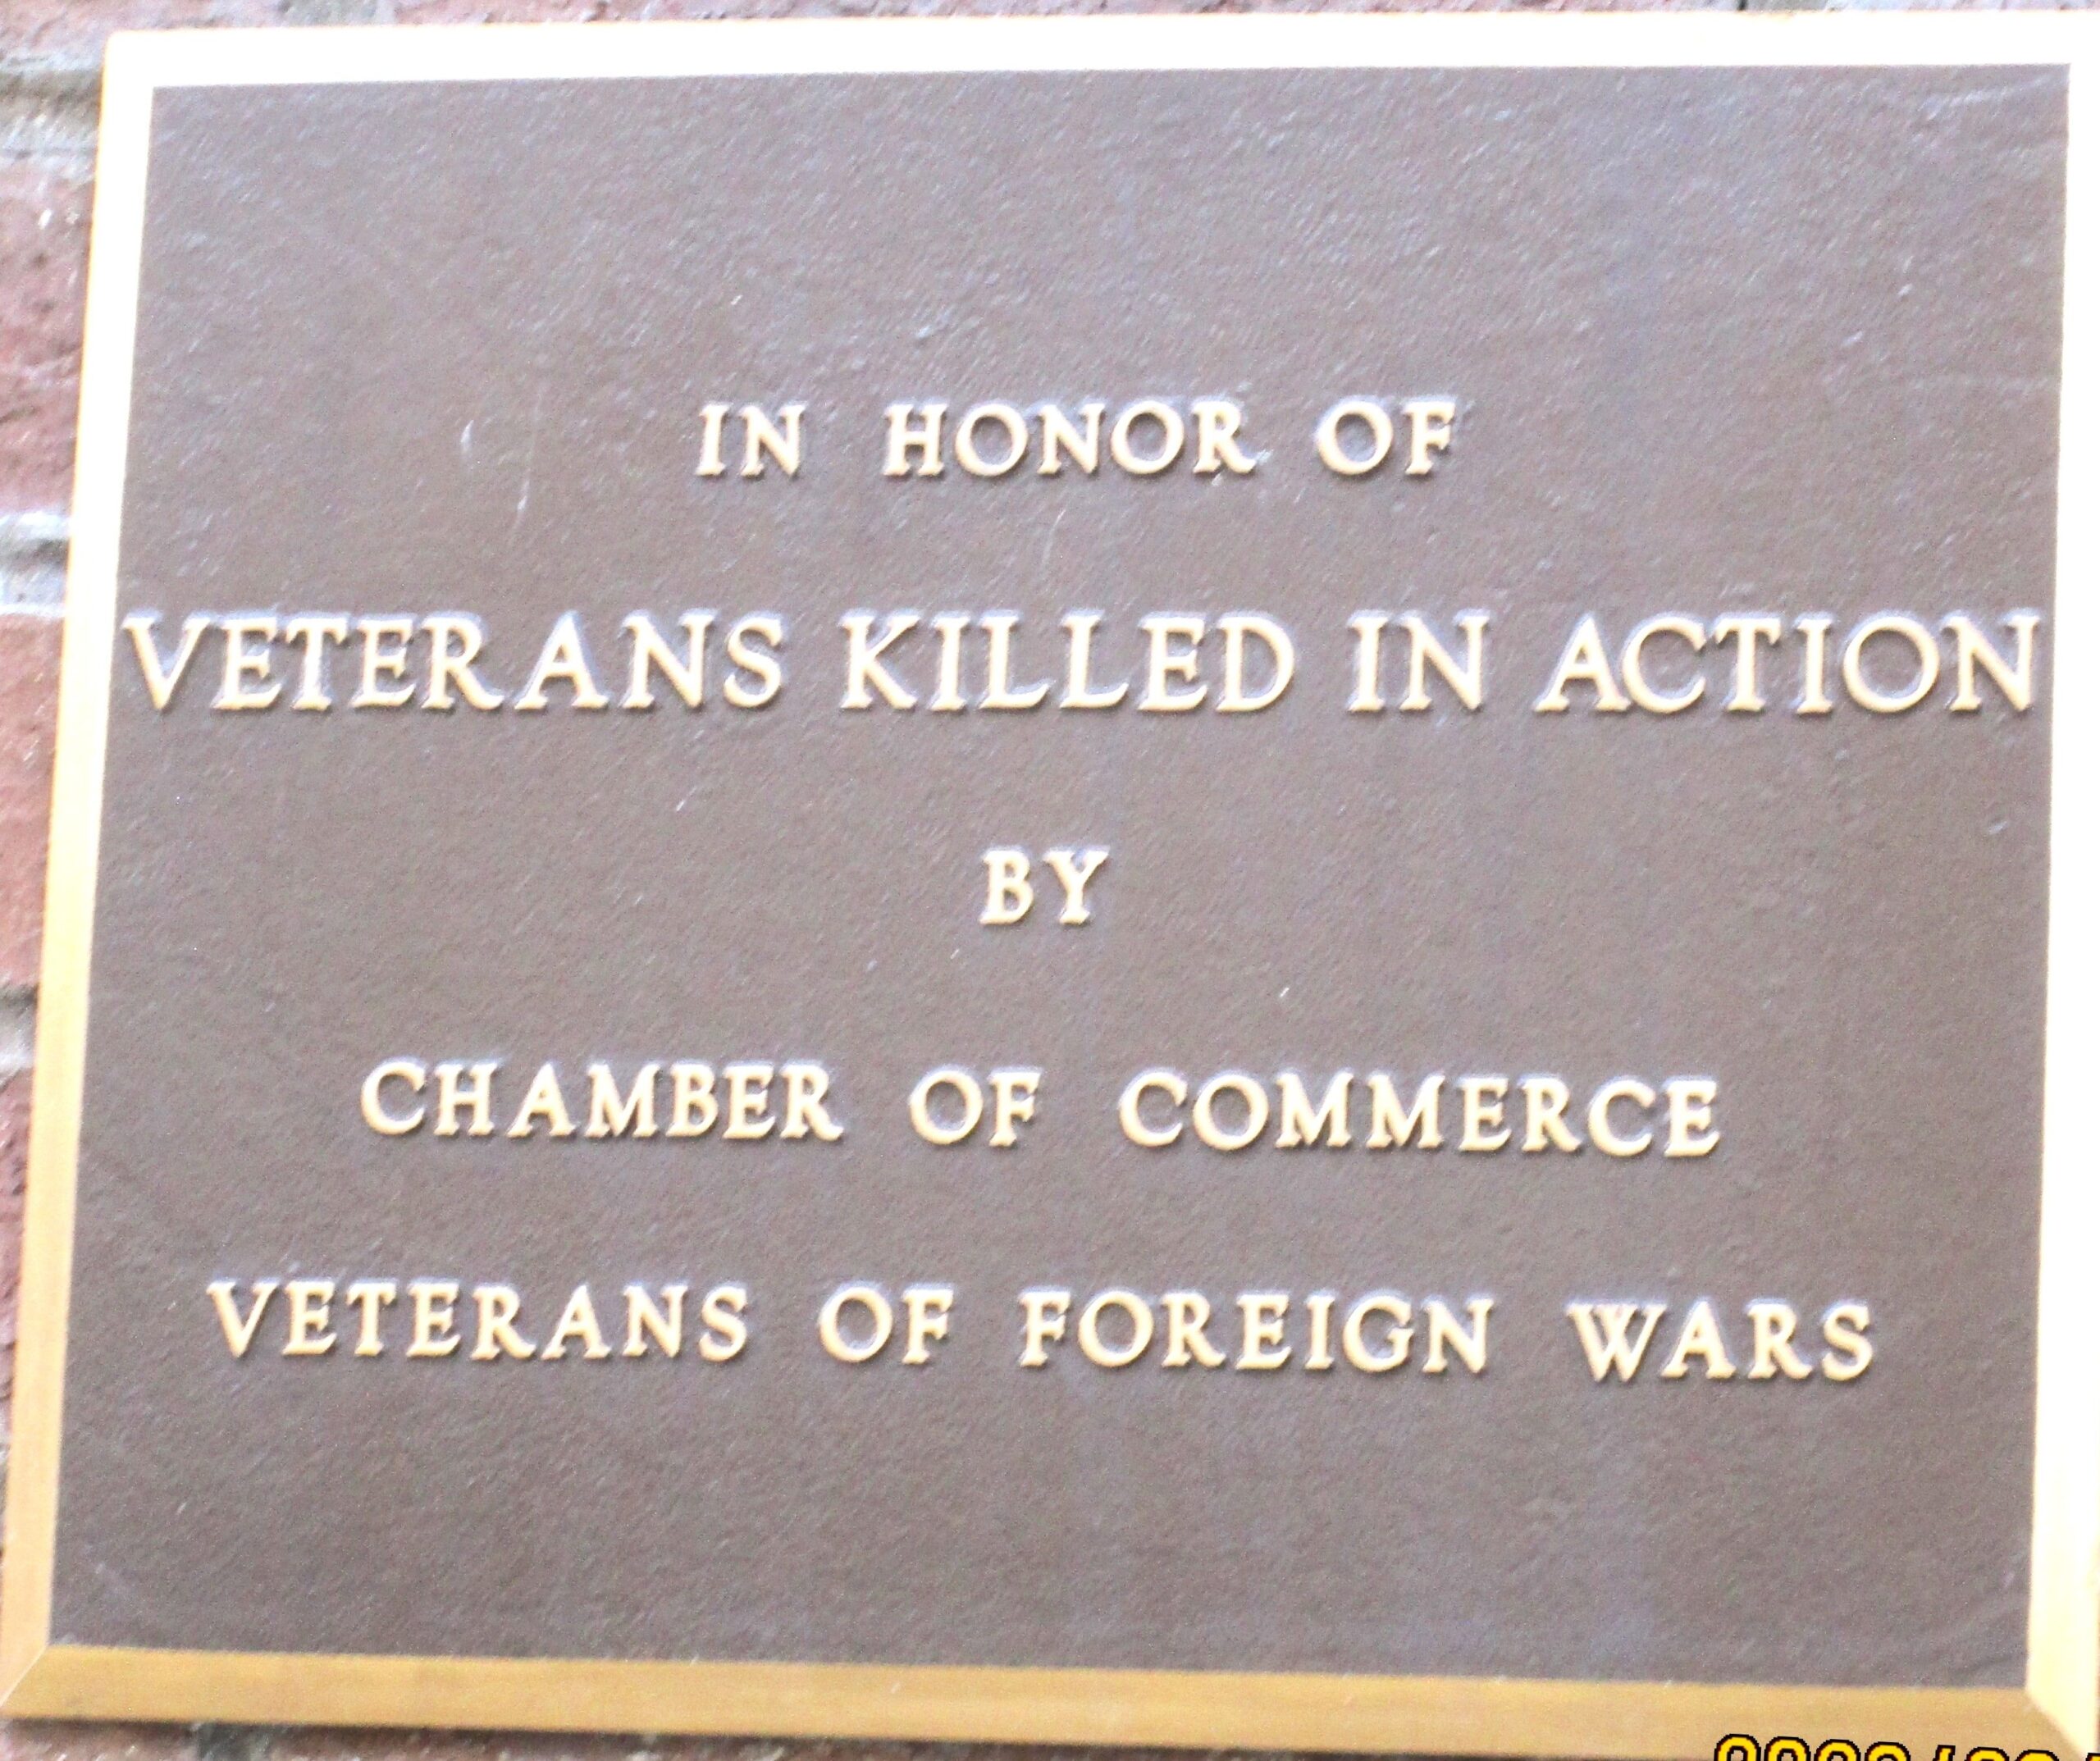 IN HONOR OF
VETERANS KILLED IN ACTION
BY
CHAMBER OF COMMERCE
VETERANS OF FOREIGN WARS